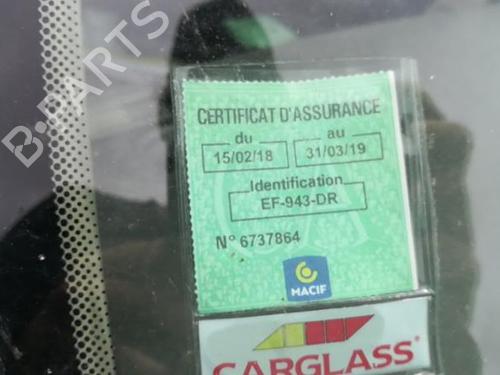 B-PARTS
CERTIFICAT D'ASSURANCE
du au
15/02/18 31/03/19
Identification
EF-943-DR
N° 6737864
MACIF
CARGLASS®